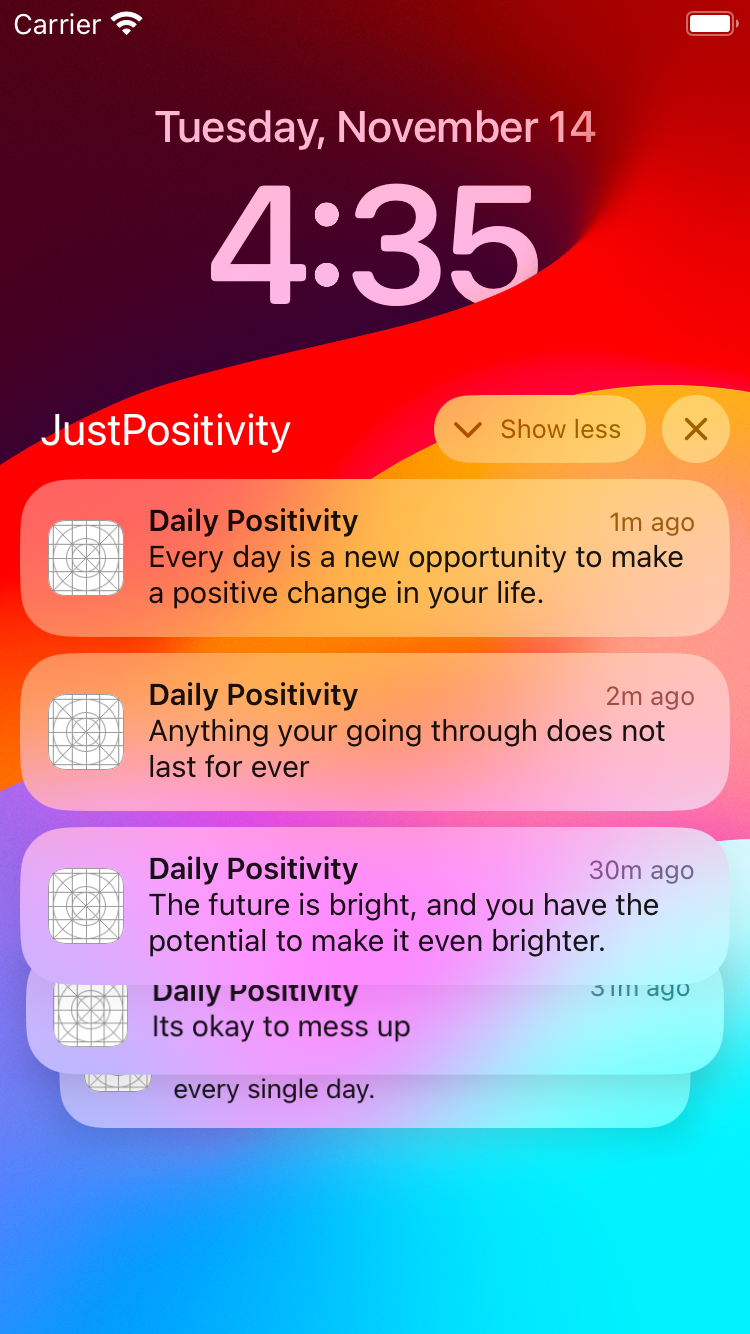 Carrier
Tuesday, November 14
4:35
JustPositivity
Show less
Daily Positivity
1m ago
Every day is a new opportunity to make
a positive change in your life.
Daily Positivity
2m ago
Anything your going through does not
last for ever
Daily Positivity
30m ago
The future is bright, and you have the
potential to make it even brighter.
Daily Positivity
31m ago
Its okay to mess up
every single day.